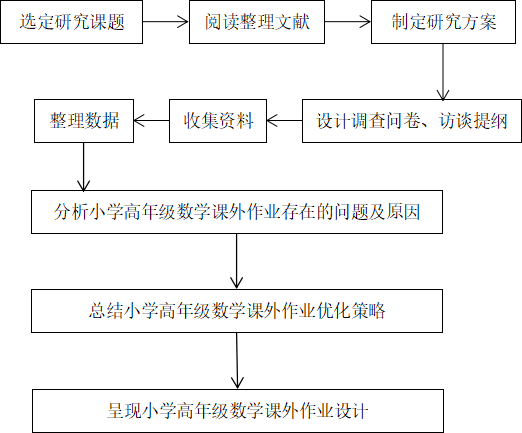 选定研究课题
阅读整理文献
制定研究方案
设计调查问卷、访谈提纲
收集资料
整理数据
分析小学高年级数学课外作业存在的问题及原因
总结小学高年级数学课外作业优化策略
呈现小学高年级数学课外作业设计